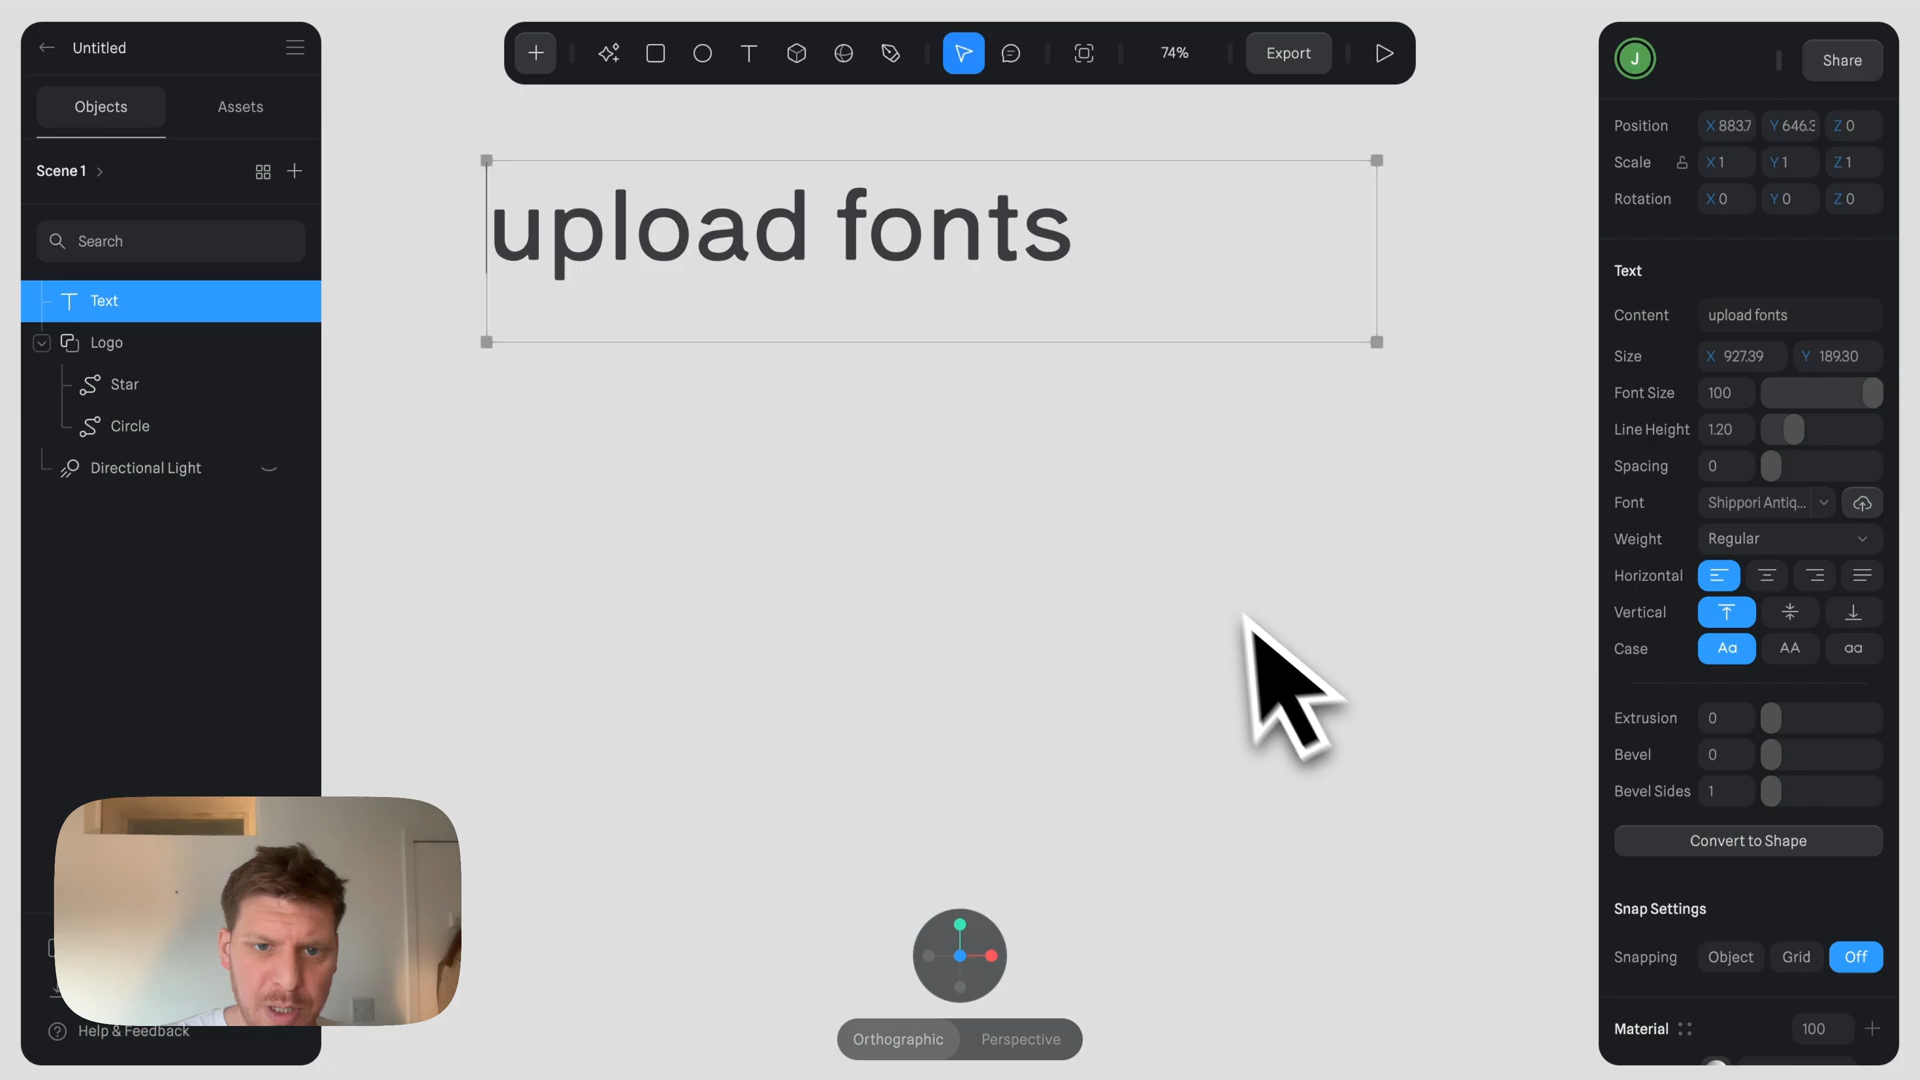 Untitled
Objects Assets
Scene 1
Search
Text
Logo
Star
Circle
Directional Light
Help & Feedback
74% Export
upload fonts
Orthographic Perspective
J Share
Position X 883.7 Y 646.3 Z 0
Scale X 1 Y 1 Z 1
Rotation X 0 Y 0 Z 0
Text
Content upload fonts
Size X 927.39 Y 189.30
Font Size 100
Line Height 1.20
Spacing 0
Font Shippori Antiq...
Weight Regular
Horizontal
Vertical
Case Aa AA aa
Extrusion 0
Bevel 0
Bevel Sides 1
Convert to Shape
Snap Settings
Snapping Object Grid Off
Material 100